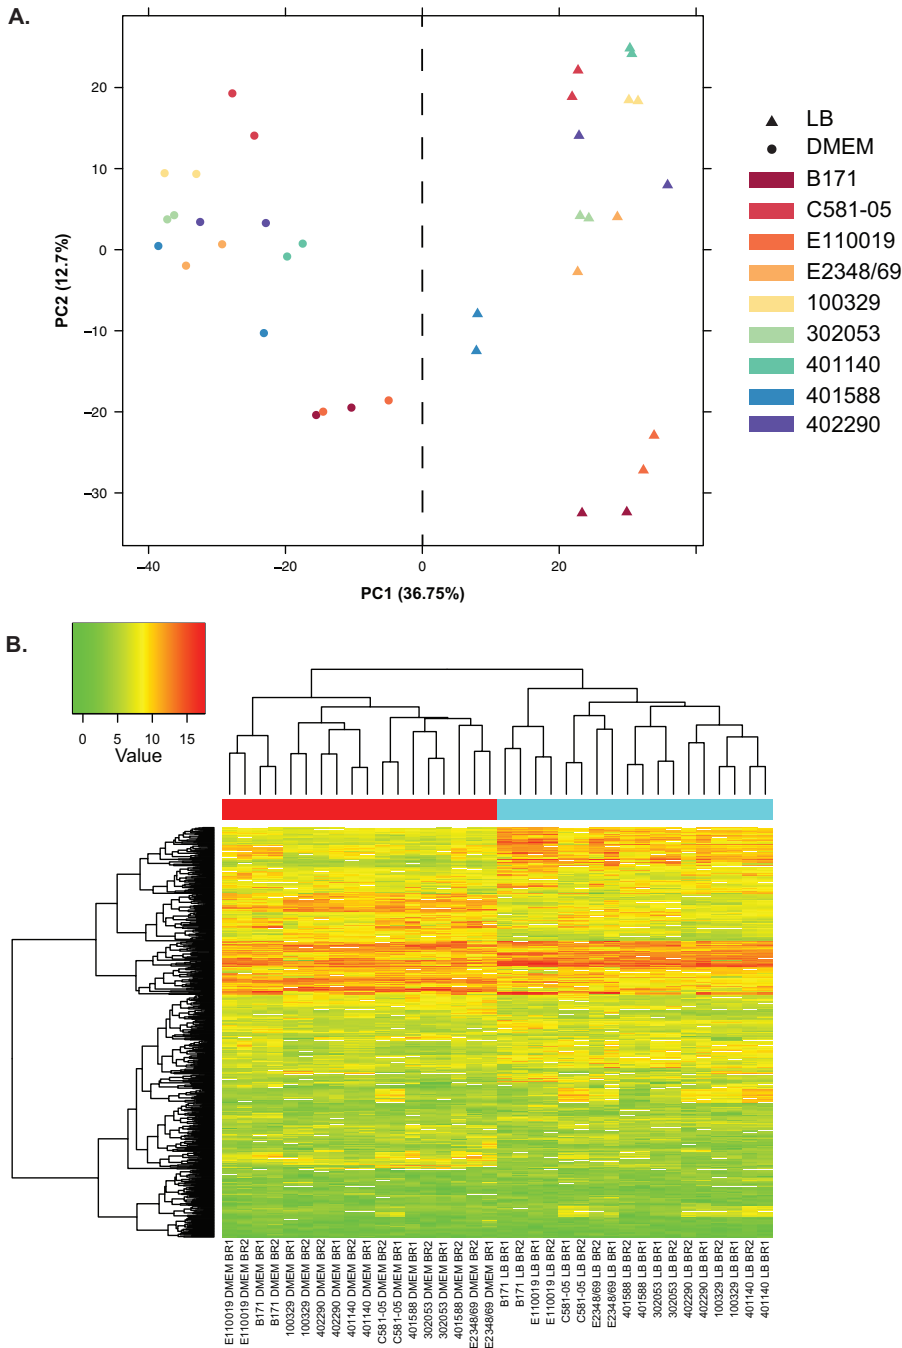 A.
20
10
0
−10
−20
−30
PC2 (12.7%)
−40
−20
0
20
PC1 (36.75%)
LB
DMEM
B171
C581-05
E110019
E2348/69
100329
302053
401140
401588
402290
B.
0 5 10 15
Value
E110019 DMEM BR1
E110019 DMEM BR2
B171 DMEM BR1
B171 DMEM BR2
100329 DMEM BR1
100329 DMEM BR2
402290 DMEM BR2
402290 DMEM BR1
401140 DMEM BR2
401140 DMEM BR1
C581-05 DMEM BR2
C581-05 DMEM BR1
401588 DMEM BR1
302053 DMEM BR2
302053 DMEM BR1
401588 DMEM BR2
E2348/69 DMEM BR2
E2348/69 DMEM BR1
B171 LB BR1
B171 LB BR2
E110019 LB BR1
E110019 LB BR2
C581-05 LB BR1
C581-05 LB BR2
E2348/69 LB BR2
E2348/69 LB BR1
401588 LB BR2
401588 LB BR1
302053 LB BR1
302053 LB BR2
402290 LB BR2
402290 LB BR1
100329 LB BR1
100329 LB BR2
401140 LB BR2
401140 LB BR1